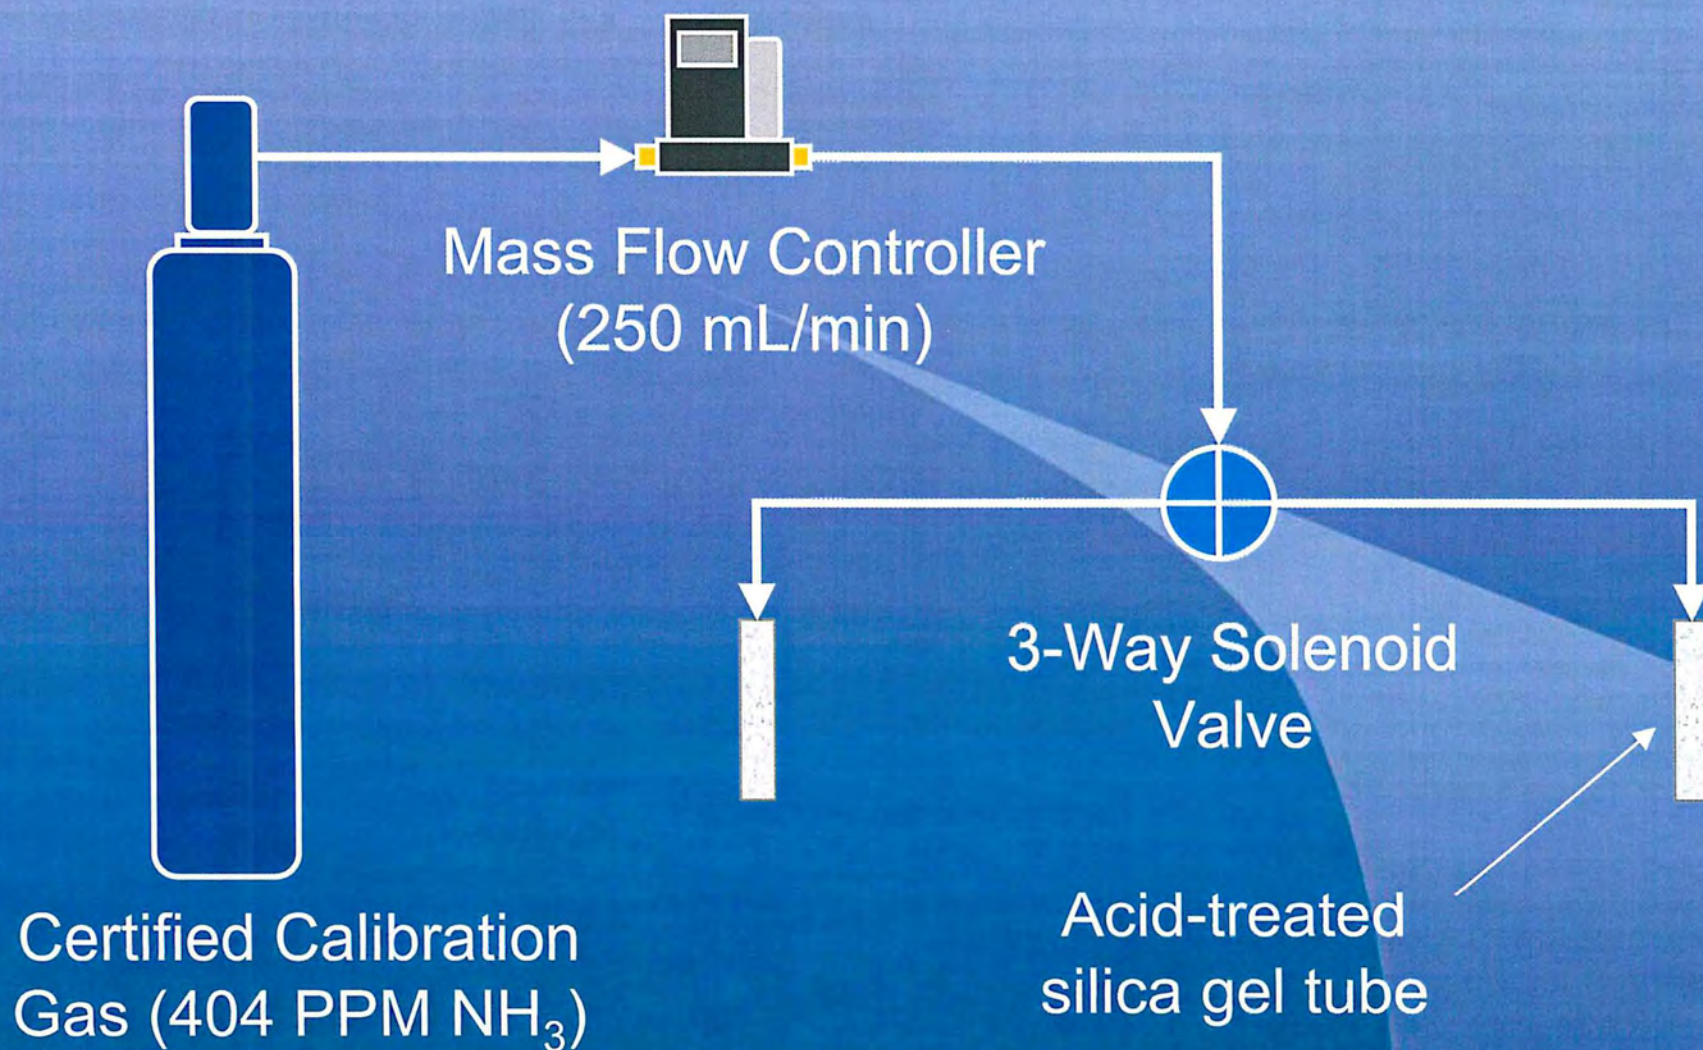 Mass Flow Controller
(250 mL/min)
3-Way Solenoid
Valve
Acid-treated
silica gel tube
Certified Calibration
Gas (404 PPM NH₃)